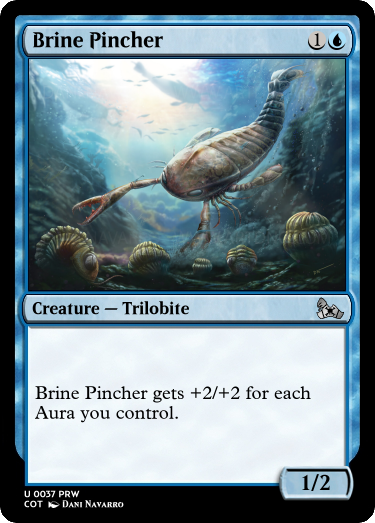 Brine Pincher 1
Creature — Trilobite
Brine Pincher gets +2/+2 for each
Aura you control.
1/2
U 0037 PRW
COT Dani Navarro